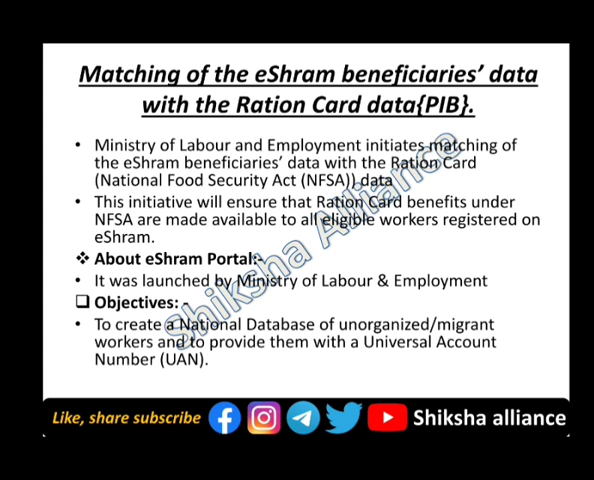 Matching of the eShram beneficiaries' data
with the Ration Card data{PIB}.
• Ministry of Labour and Employment initiates matching of
the eShram beneficiaries' data with the Ration Card
(National Food Security Act (NFSA)) data
• This initiative will ensure that Ration Card benefits under
NFSA are made available to all eligible workers registered on
eShram.
❖ About eShram Portal:-
• It was launched by Ministry of Labour & Employment
❑ Objectives: -
• To create a National Database of unorganized/migrant
workers and to provide them with a Universal Account
Number (UAN).
Shiksha Alliance
Like, share subscribe Shiksha alliance